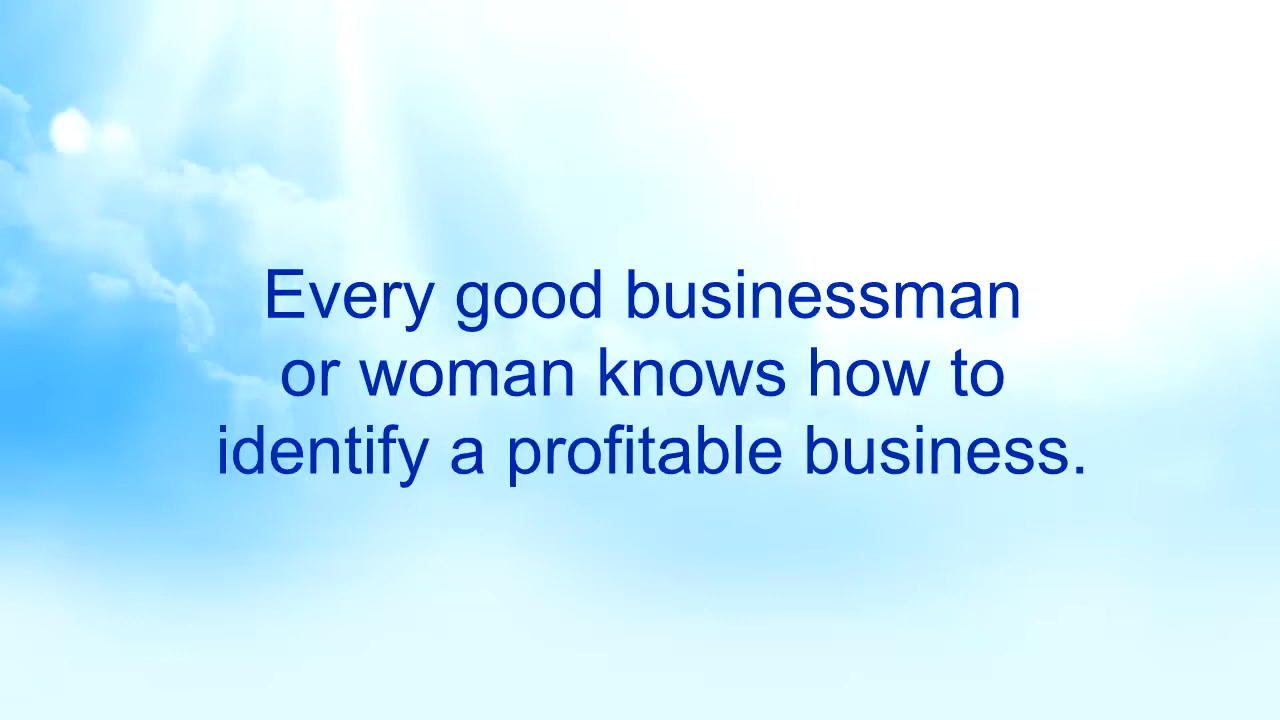 Every good businessman
or woman knows how to
identify a profitable business.